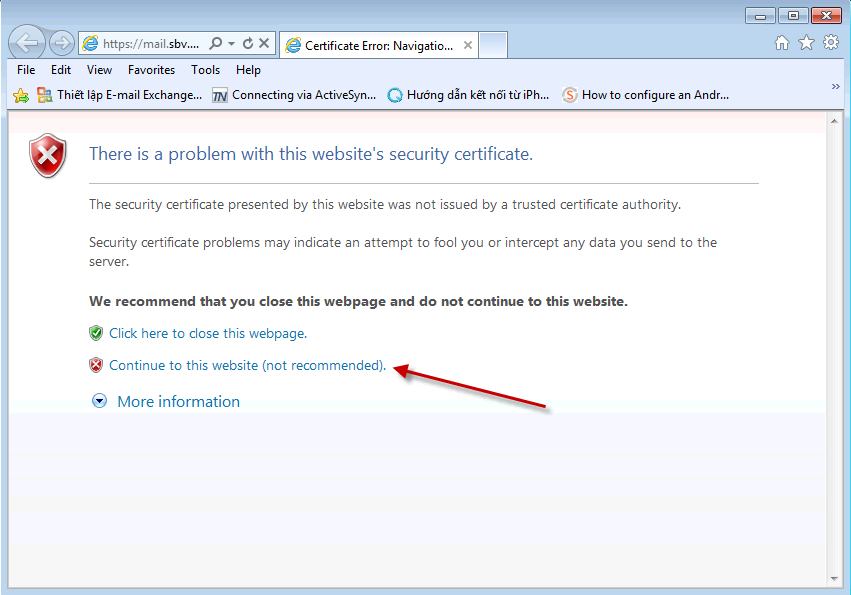 https://mail.sbv....
Certificate Error: Navigatio...
File Edit View Favorites Tools Help
Thiết lập E-mail Exchange... TN Connecting via ActiveSyn... Hướng dẫn kết nối từ iPh... S How to configure an Andr... »
There is a problem with this website's security certificate.
The security certificate presented by this website was not issued by a trusted certificate authority.
Security certificate problems may indicate an attempt to fool you or intercept any data you send to the
server.
We recommend that you close this webpage and do not continue to this website.
Click here to close this webpage.
Continue to this website (not recommended).
More information